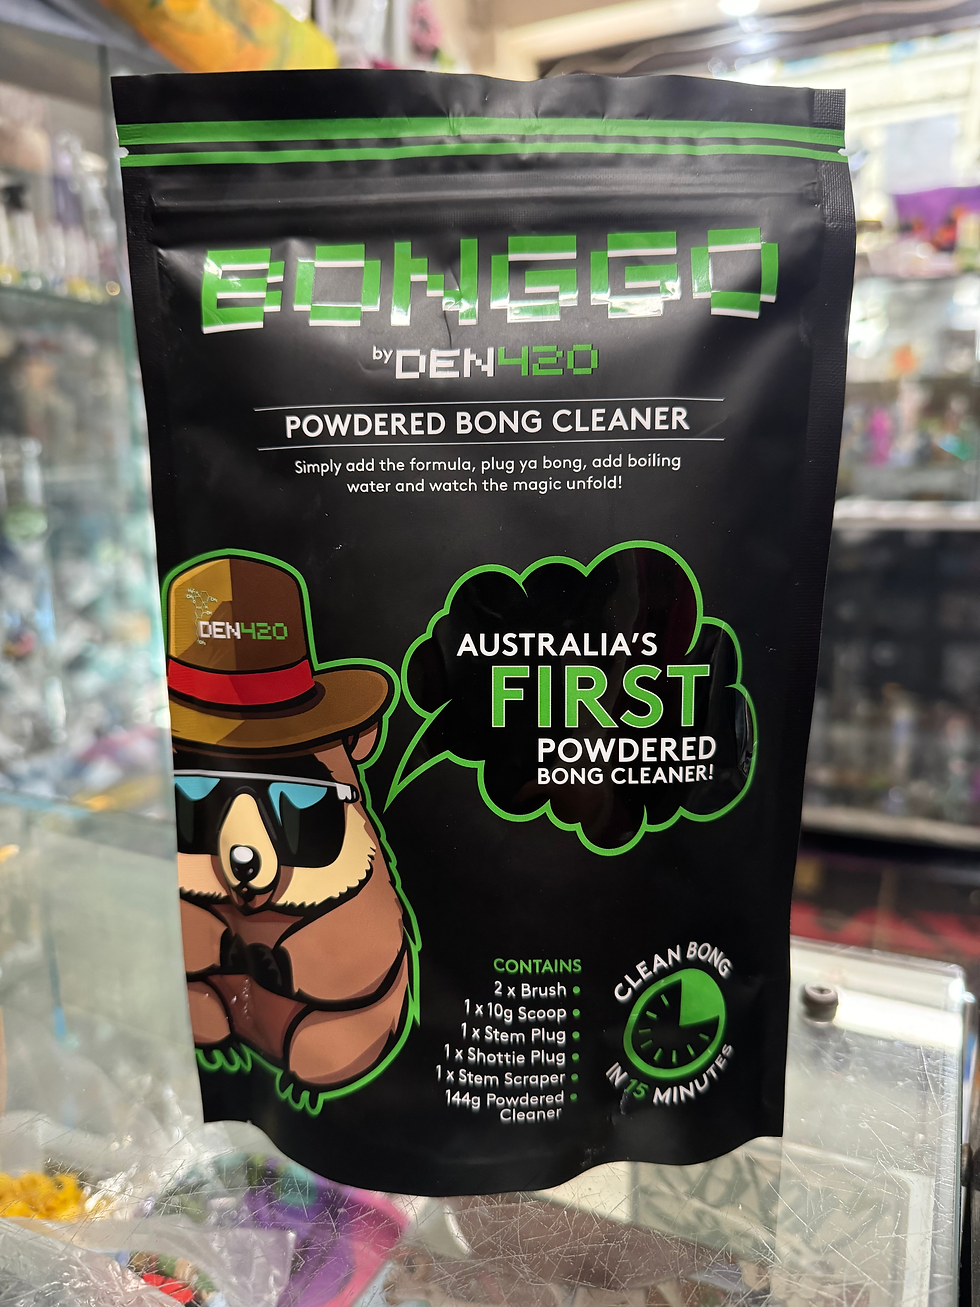 BONGGO
by DEN420
POWDERED BONG CLEANER
Simply add the formula, plug ya bong, add boiling
water and watch the magic unfold!
DEN420
AUSTRALIA'S
FIRST
POWDERED
BONG CLEANER!
CONTAINS
2 x Brush •
1 x 10g Scoop •
1 x Stem Plug •
1 x Shottie Plug •
1 x Stem Scraper •
144g Powdered •
Cleaner
CLEAN BONG
IN 15 MINUTES